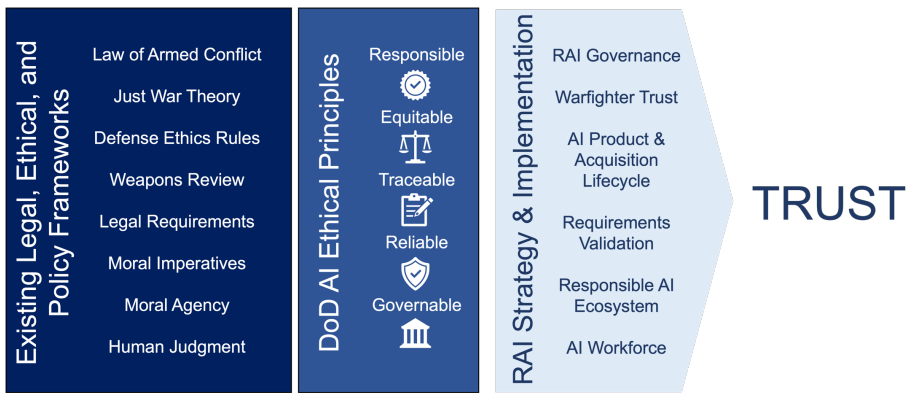 Existing Legal, Ethical, and
Policy Frameworks
Law of Armed Conflict
Just War Theory
Defense Ethics Rules
Weapons Review
Legal Requirements
Moral Imperatives
Moral Agency
Human Judgment
DoD AI Ethical Principles
Responsible
Equitable
Traceable
Reliable
Governable
RAI Strategy & Implementation
RAI Governance
Warfighter Trust
AI Product &
Acquisition
Lifecycle
Requirements
Validation
Responsible AI
Ecosystem
AI Workforce
TRUST